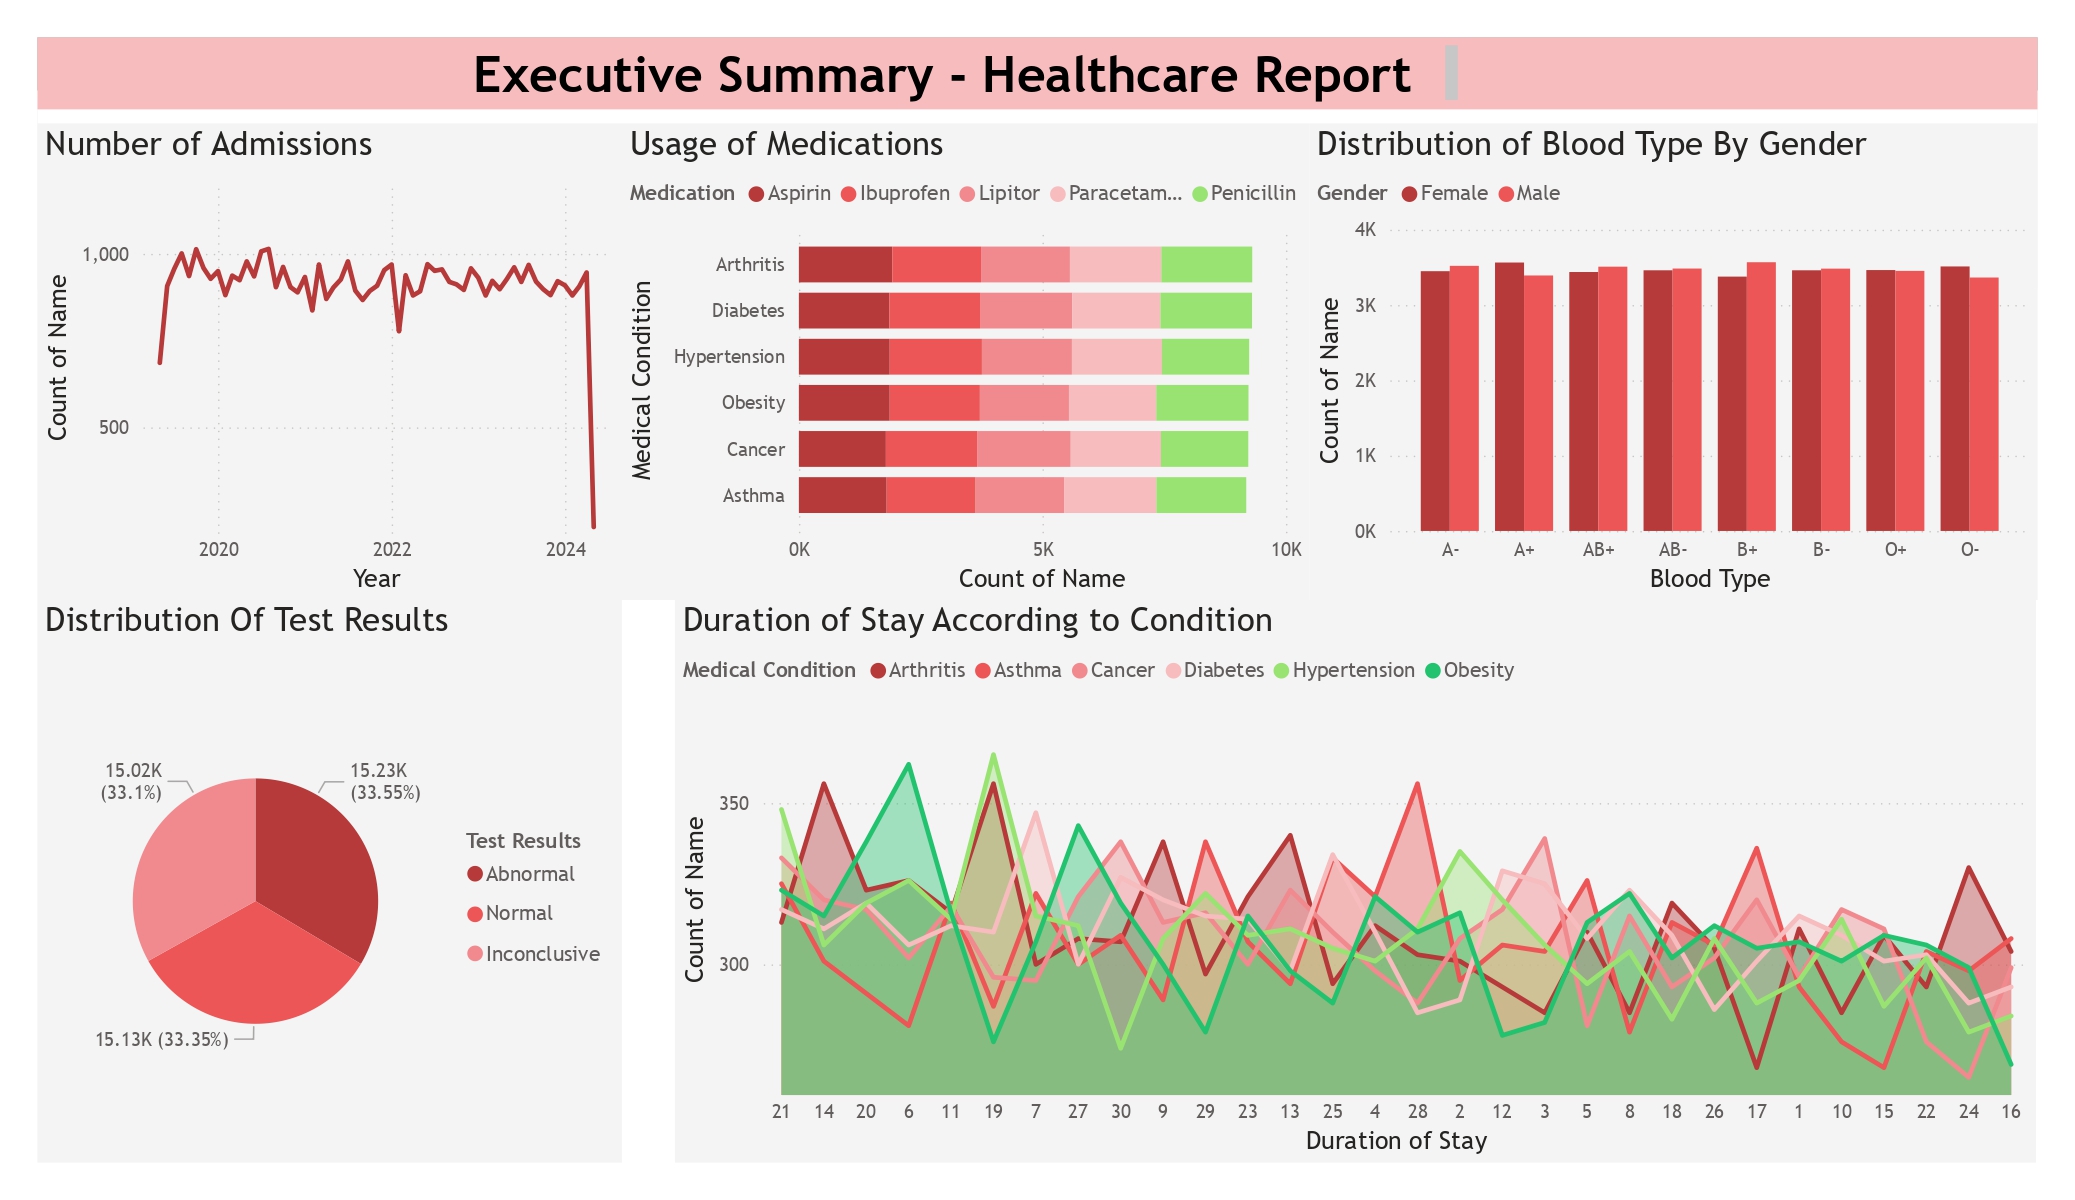 Executive Summary - Healthcare Report
Number of Admissions
Count of Name
1,000
500
2020 2022 2024
Year
Usage of Medications
Medication Aspirin Ibuprofen Lipitor Paracetam... Penicillin
Medical Condition
Arthritis
Diabetes
Hypertension
Obesity
Cancer
Asthma
0K 5K 10K
Count of Name
Distribution of Blood Type By Gender
Gender Female Male
Count of Name
4K
3K
2K
1K
0K
A- A+ AB+ AB- B+ B- O+ O-
Blood Type
Distribution Of Test Results
15.02K
(33.1%)
15.23K
(33.55%)
15.13K (33.35%)
Test Results
Abnormal
Normal
Inconclusive
Duration of Stay According to Condition
Medical Condition Arthritis Asthma Cancer Diabetes Hypertension Obesity
Count of Name
350
300
21 14 20 6 11 19 7 27 30 9 29 23 13 25 4 28 2 12 3 5 8 18 26 17 1 10 15 22 24 16
Duration of Stay